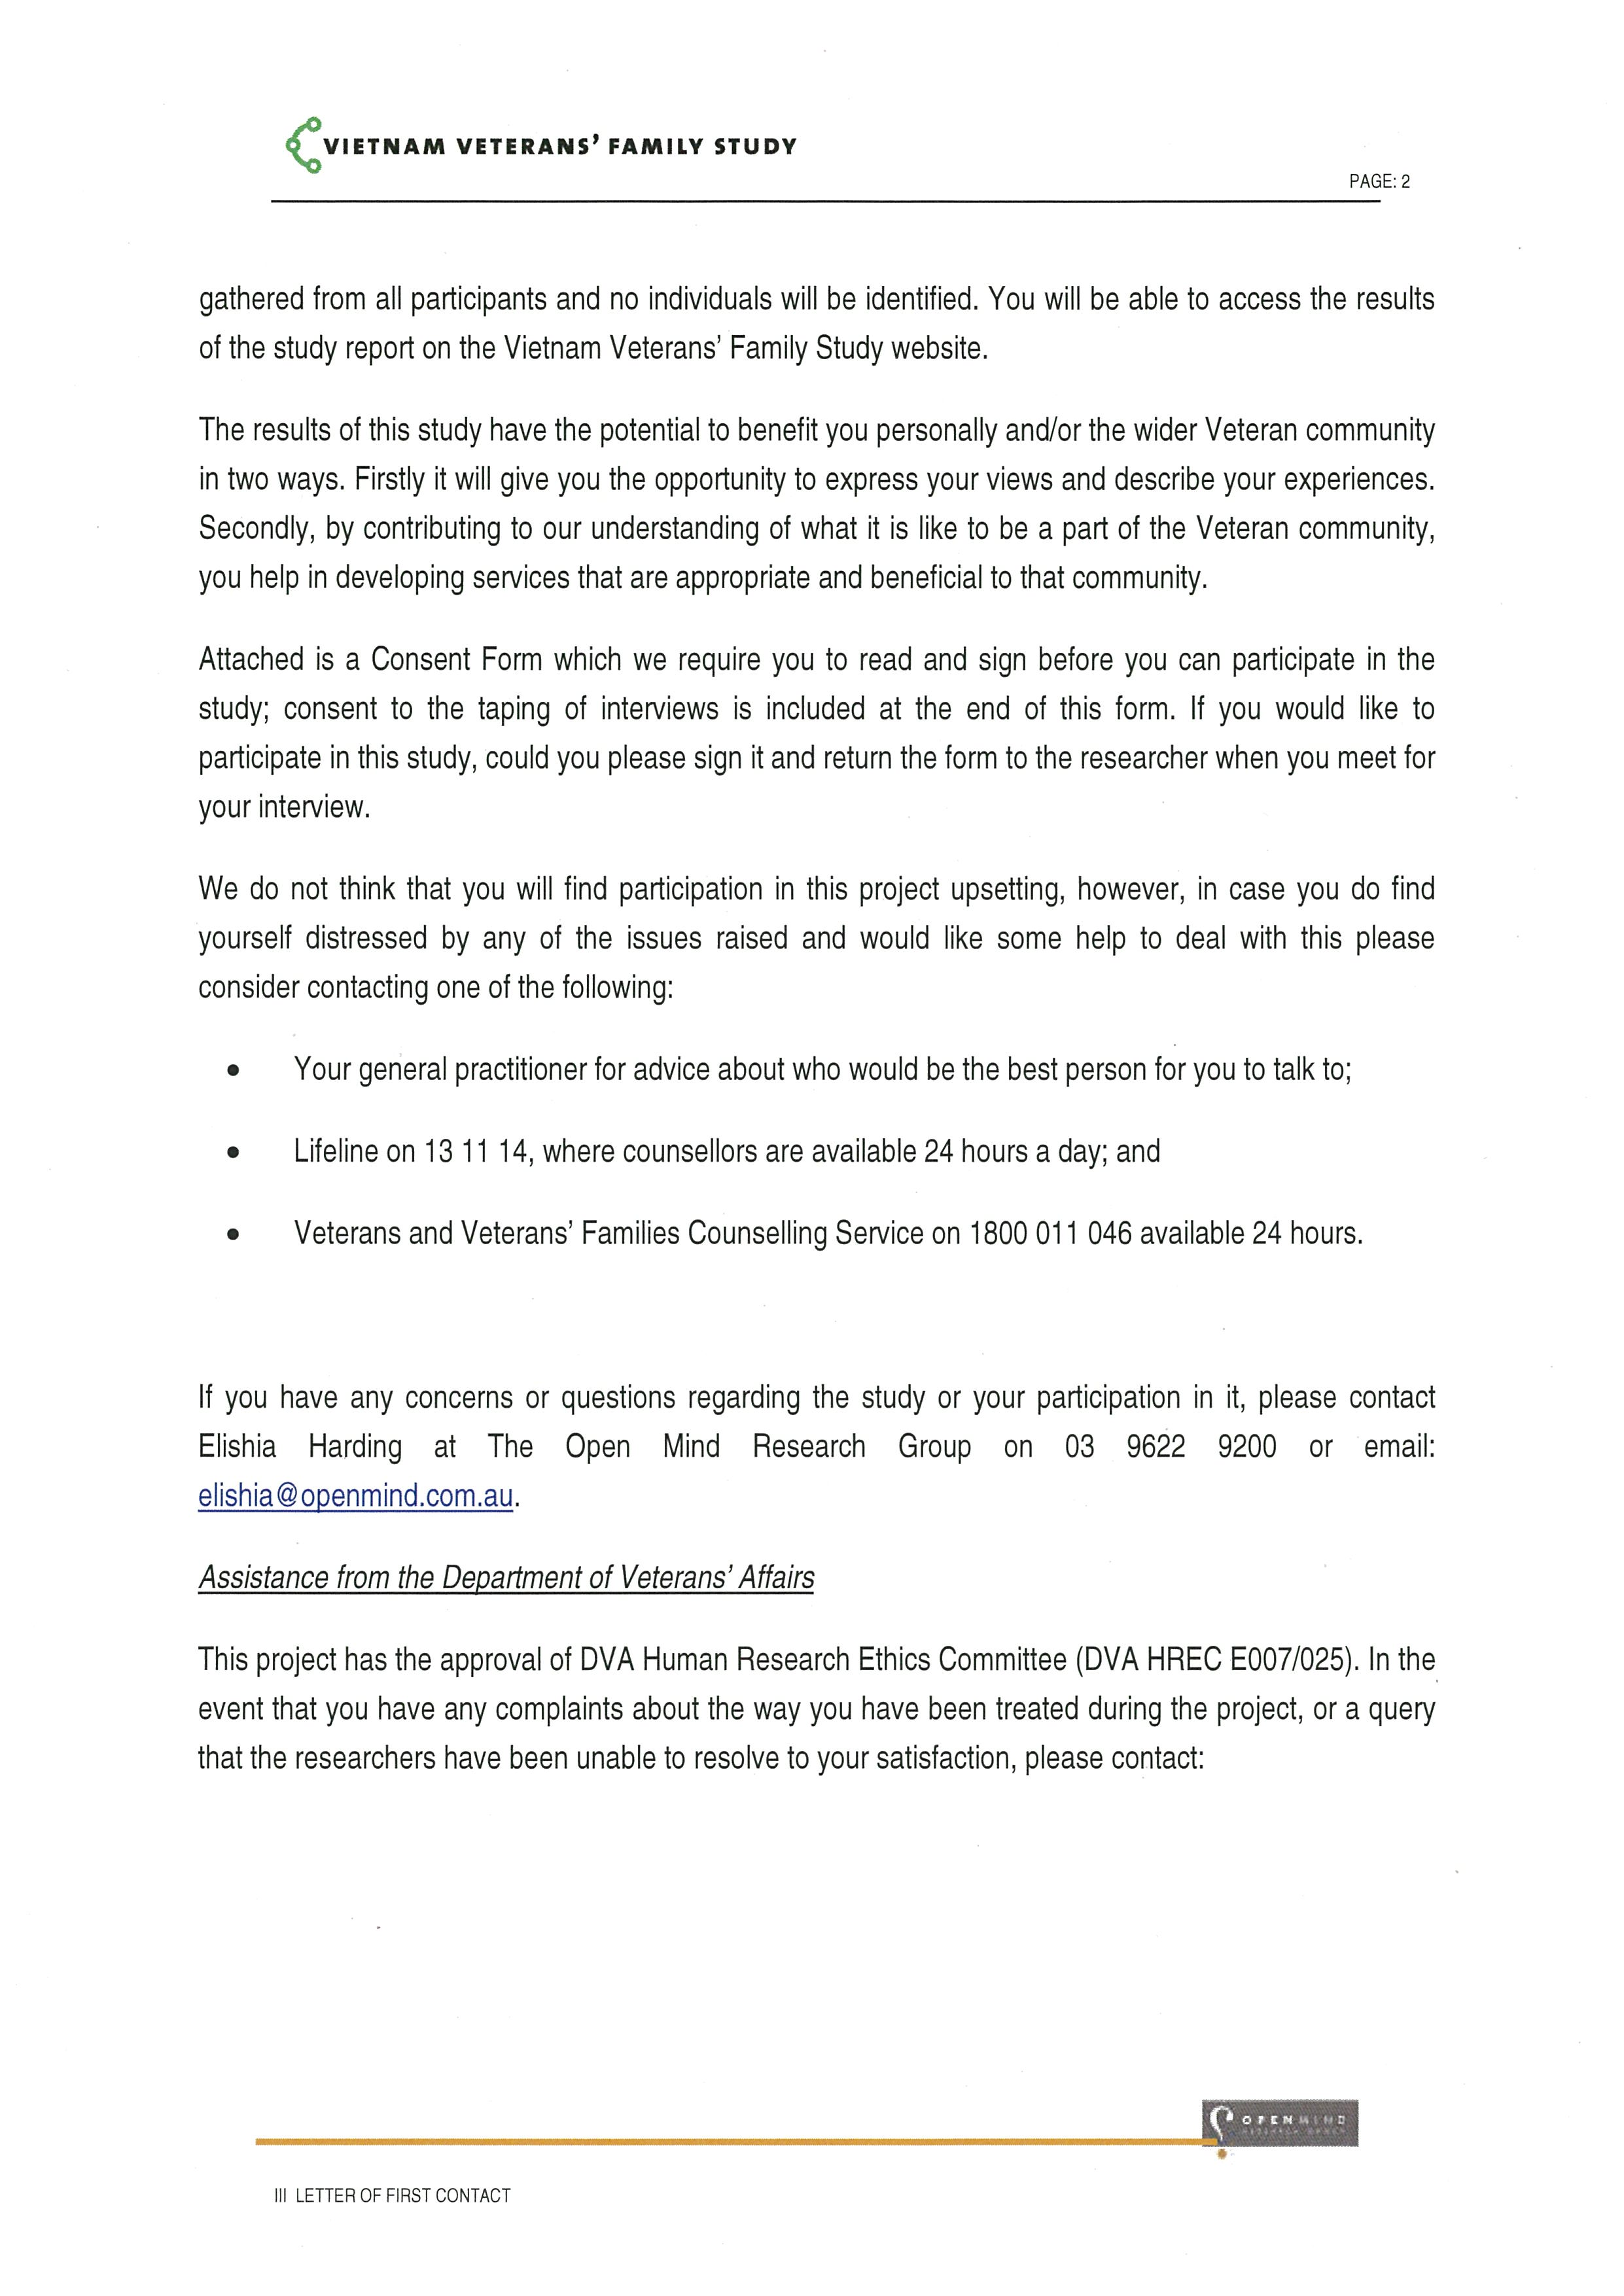 VIETNAM VETERANS’ FAMILY STUDY
PAGE: 2
gathered from all participants and no individuals will be identified. You will be able to access the results
of the study report on the Vietnam Veterans’ Family Study website.
The results of this study have the potential to benefit you personally and/or the wider Veteran community
in two ways. Firstly it will give you the opportunity to express your views and describe your experiences.
Secondly, by contributing to our understanding of what it is like to be a part of the Veteran community,
you help in developing services that are appropriate and beneficial to that community.
Attached is a Consent Form which we require you to read and sign before you can participate in the
study; consent to the taping of interviews is included at the end of this form. If you would like to
participate in this study, could you please sign it and return the form to the researcher when you meet for
your interview.
We do not think that you will find participation in this project upsetting, however, in case you do find
yourself distressed by any of the issues raised and would like some help to deal with this please
consider contacting one of the following:
• Your general practitioner for advice about who would be the best person for you to talk to;
• Lifeline on 13 11 14, where counsellors are available 24 hours a day; and
• Veterans and Veterans’ Families Counselling Service on 1800 011 046 available 24 hours.
If you have any concerns or questions regarding the study or your participation in it, please contact
Elishia Harding at The Open Mind Research Group on 03 9622 9200 or email:
elishia@openmind.com.au.
Assistance from the Department of Veterans’ Affairs
This project has the approval of DVA Human Research Ethics Committee (DVA HREC E007/025). In the
event that you have any complaints about the way you have been treated during the project, or a query
that the researchers have been unable to resolve to your satisfaction, please contact:
OPENMIND
RESEARCH GROUP
III LETTER OF FIRST CONTACT